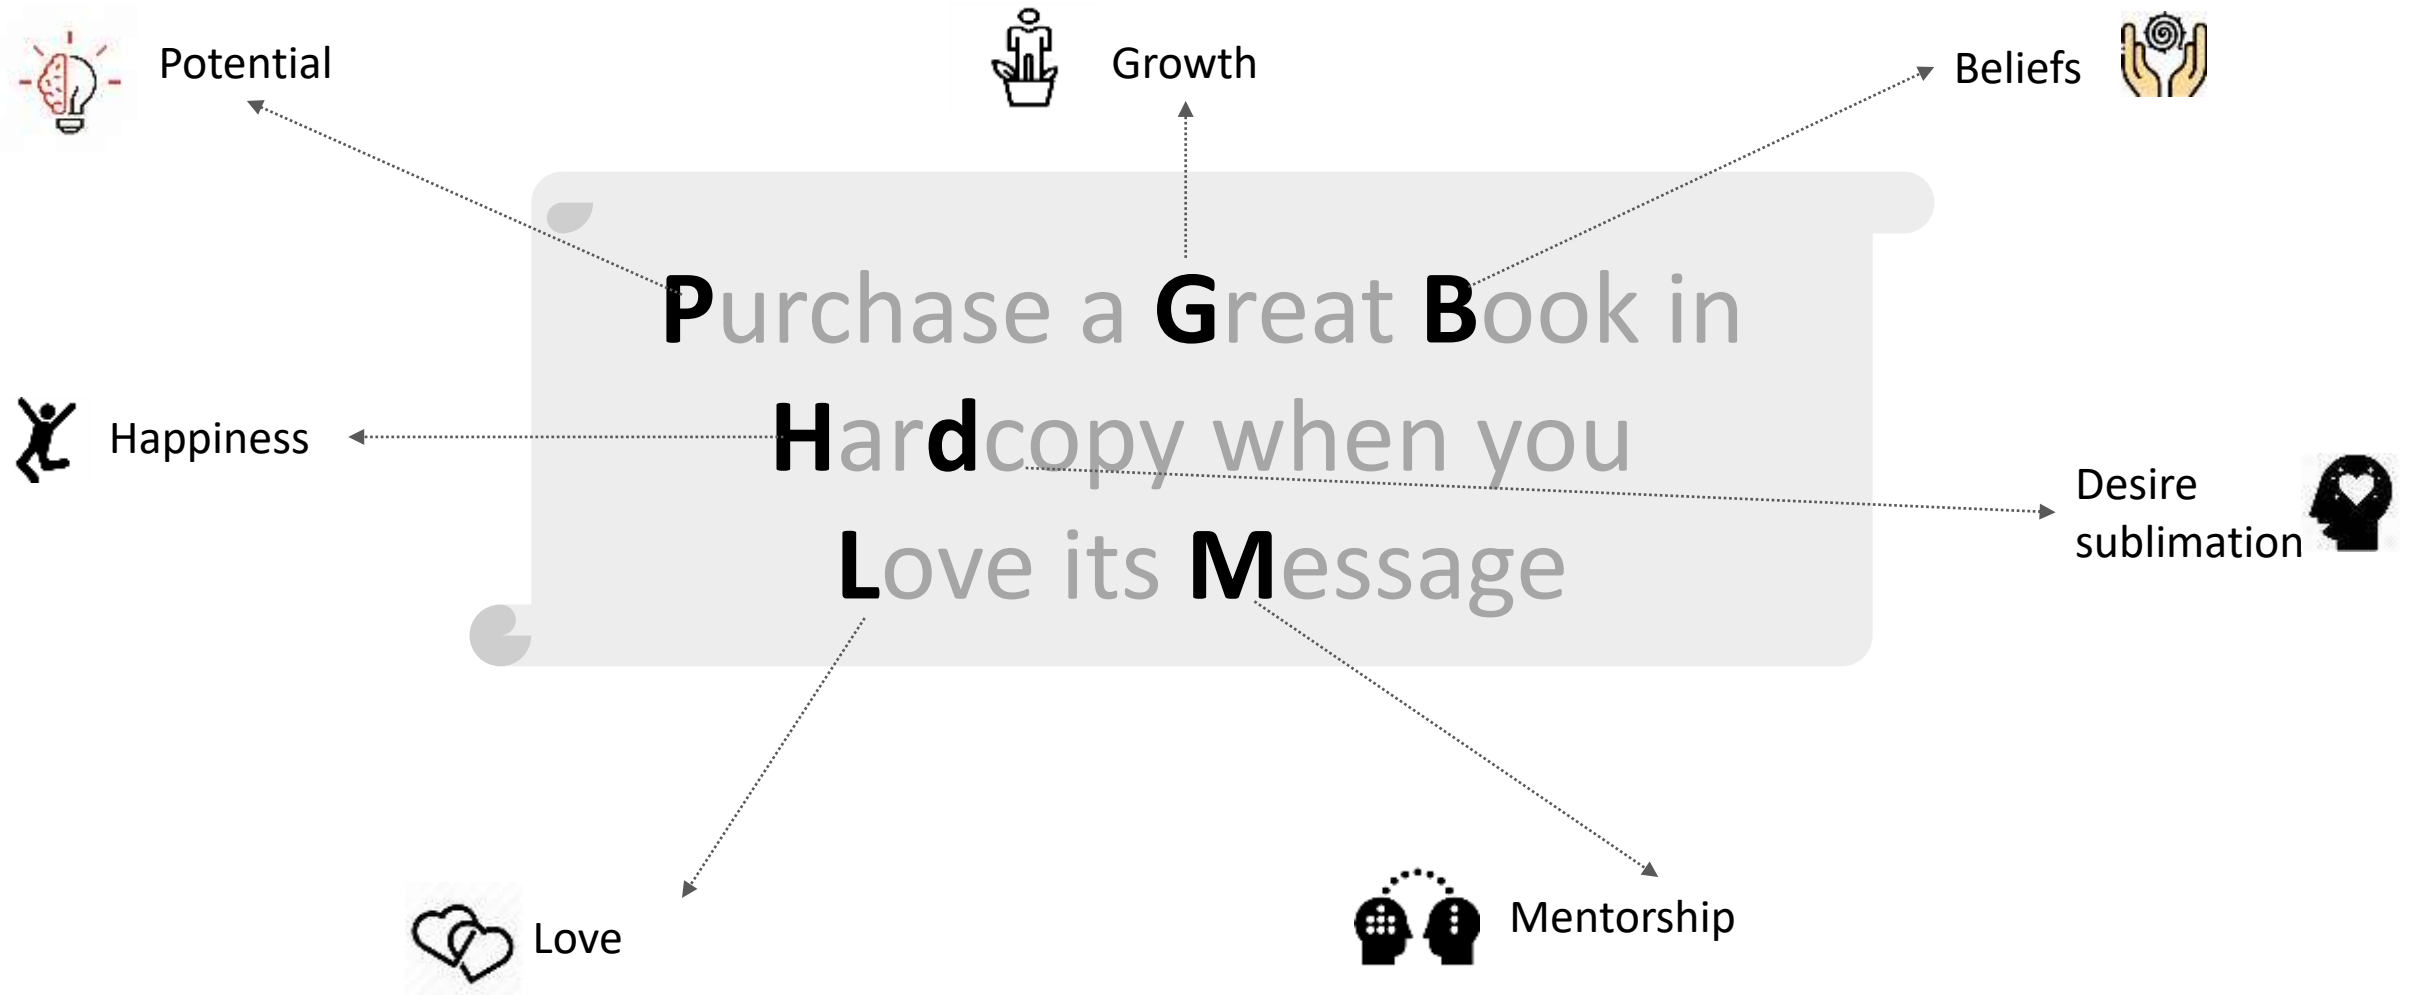 Potential
Growth
Beliefs
Purchase a Great Book in
Hardcopy when you
Love its Message
Happiness
Desire
sublimation
Love
Mentorship